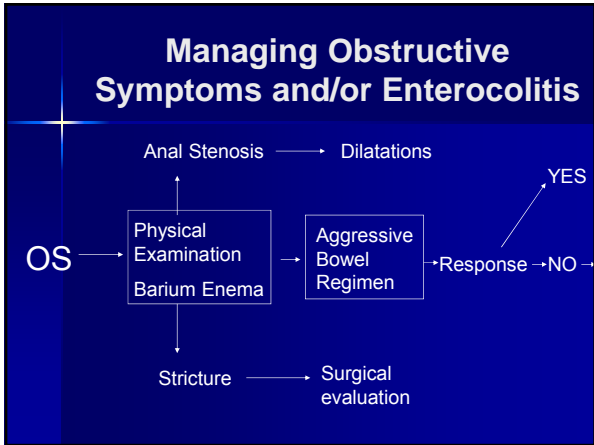 Managing Obstructive
Symptoms and/or Enterocolitis
Anal Stenosis
Dilatations
YES
OS
Physical
Examination
Barium Enema
Aggressive
Bowel
Regimen
Response
NO
Stricture
Surgical
evaluation